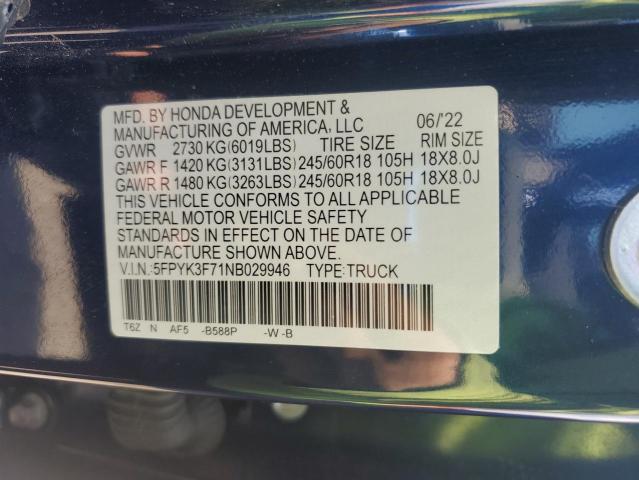 MFD. BY HONDA DEVELOPMENT &
MANUFACTURING OF AMERICA, LLC 06/'22
GVWR 2730 KG(6019LBS) TIRE SIZE RIM SIZE
GAWR F 1420 KG(3131LBS) 245/60R18 105H 18X8.0J
GAWR R 1480 KG(3263LBS) 245/60R18 105H 18X8.0J
THIS VEHICLE CONFORMS TO ALL APPLICABLE
FEDERAL MOTOR VEHICLE SAFETY
STANDARDS IN EFFECT ON THE DATE OF
MANUFACTURE SHOWN ABOVE.
V.I.N.:5FPYK3F71NB029946 TYPE:TRUCK
T6Z N AF5 -B588P -W -B